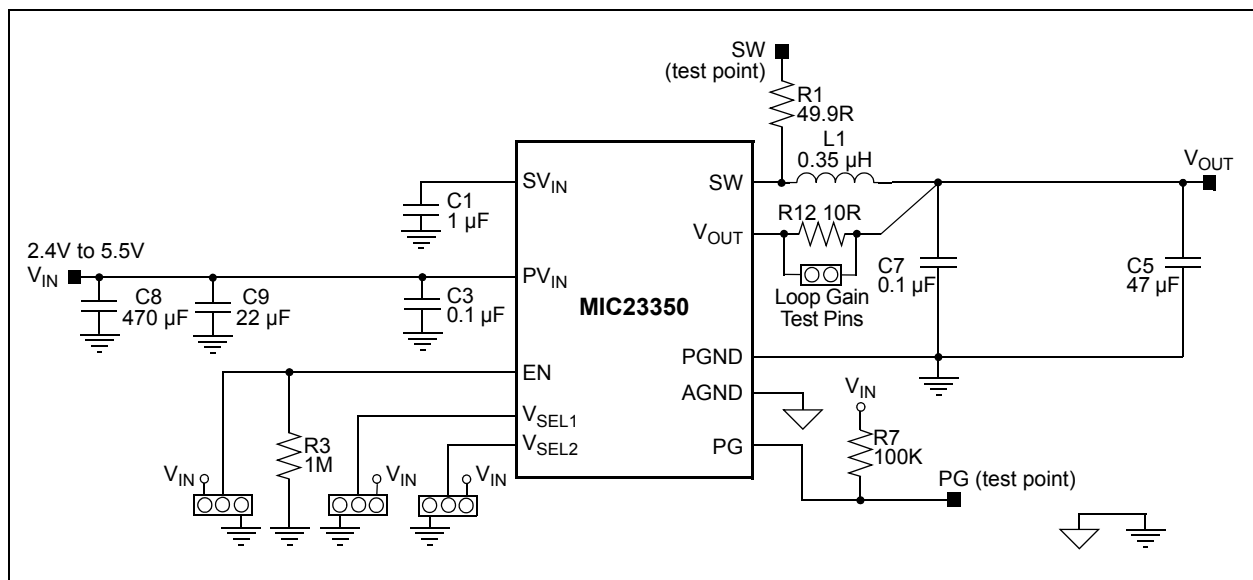 SW
(test point)
R1
49.9R
L1
0.35 µH
V_OUT
SV_IN
SW
C1
1 µF
R12 10R
V_OUT
2.4V to 5.5V
V_IN
PV_IN
C8
470 µF
C9
22 µF
C3
0.1 µF
MIC23350
Loop Gain
Test Pins
C7
0.1 µF
C5
47 µF
PGND
EN
AGND
V_IN
V_SEL1
R3
1M
V_SEL2
PG
R7
100K
V_IN
V_IN
V_IN
PG (test point)